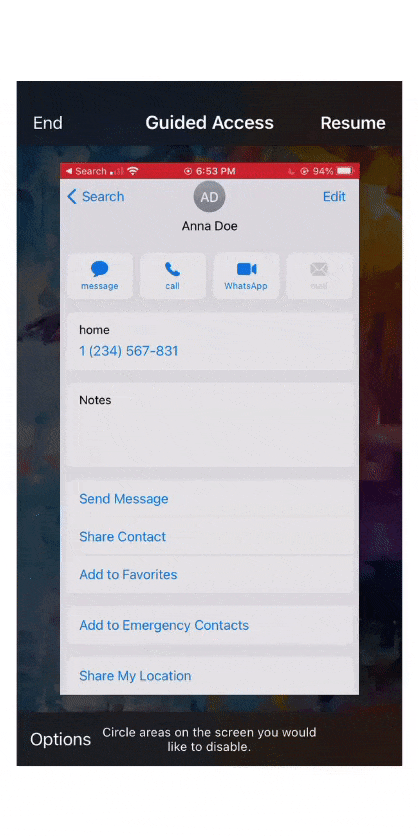 End Guided Access Resume
Search 6:53 PM 94%
Search AD Edit
Anna Doe
message call WhatsApp mail
home
1 (234) 567-831
Notes
Send Message
Share Contact
Add to Favorites
Add to Emergency Contacts
Share My Location
Options Circle areas on the screen you would
like to disable.